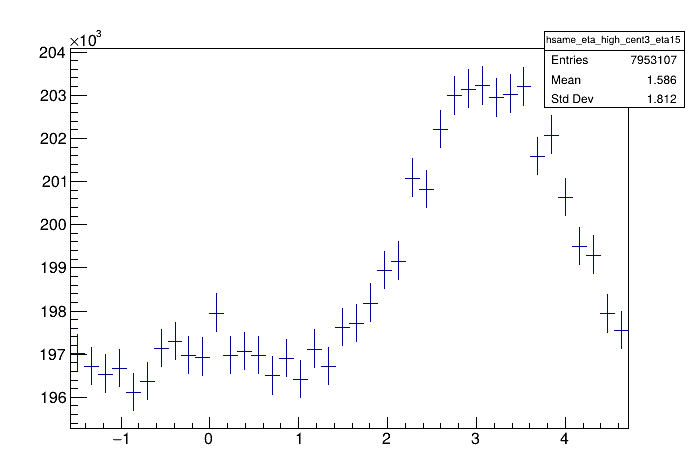 ×10³
hsame_eta_high_cent3_eta15
Entries 7953107
Mean 1.586
Std Dev 1.812
204
203
202
201
200
199
198
197
196
−1 0 1 2 3 4